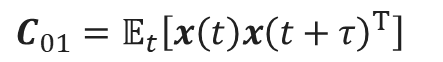 𝑪₀₁ = 𝔼ₜ[𝒙(𝑡)𝒙(𝑡 + 𝜏)ᵀ]